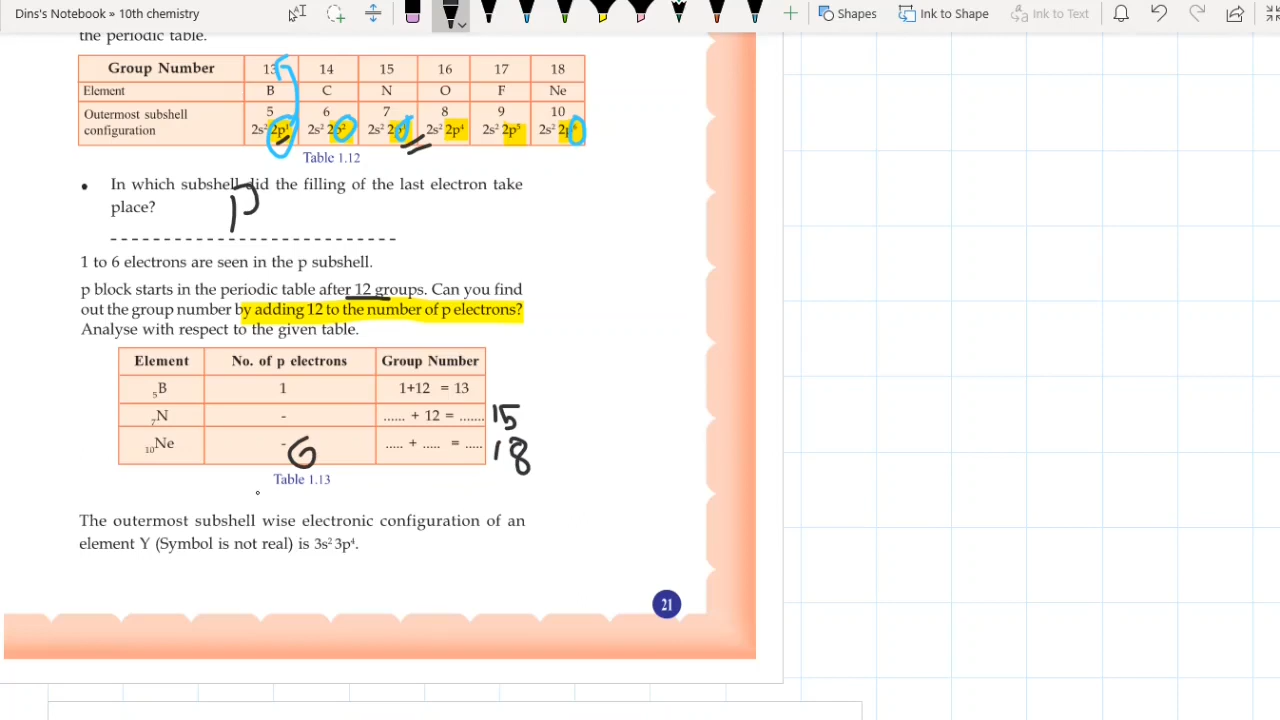 Dins's Notebook » 10th chemistry
Shapes
Ink to Shape
Ink to Text
the periodic table.
Group Number 13 14 15 16 17 18
Element B C N O F Ne
5 6 7 8 9 10
Outermost subshell
configuration 2s² 2p¹ 2s² 2p² 2s² 2p 2s² 2p⁴ 2s² 2p⁵ 2s² 2p
Table 1.12
• In which subshell did the filling of the last electron take
place?
P
1 to 6 electrons are seen in the p subshell.
p block starts in the periodic table after 12 groups. Can you find
out the group number by adding 12 to the number of p electrons?
Analyse with respect to the given table.
Element No. of p electrons Group Number
₅B 1 1+12 = 13
₇N - ...... + 12 = ....... 15
₁₀Ne - 6 ..... + ..... = ..... 18
Table 1.13
The outermost subshell wise electronic configuration of an
element Y (Symbol is not real) is 3s² 3p⁴.
21